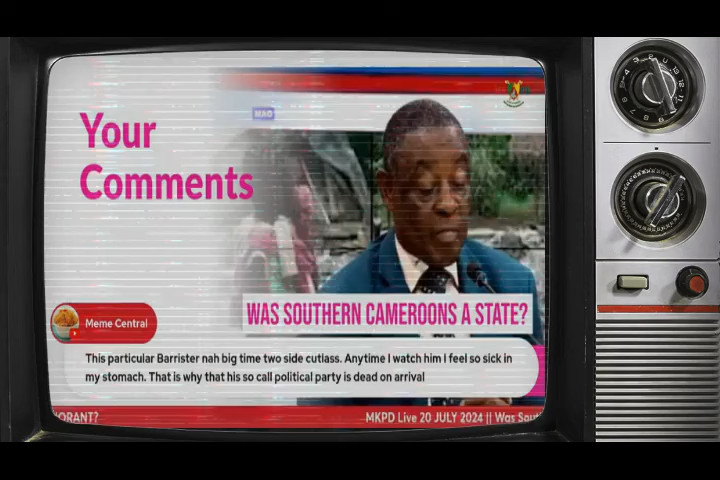 Your
Comments
MAG
WAS SOUTHERN CAMEROONS A STATE?
Meme Central
This particular Barrister nah big time two side cutlass. Anytime I watch him I feel so sick in
my stomach. That is why that his so call political party is dead on arrival
ORANT?
MKPD Live 20 JULY 2024 || Was Sout